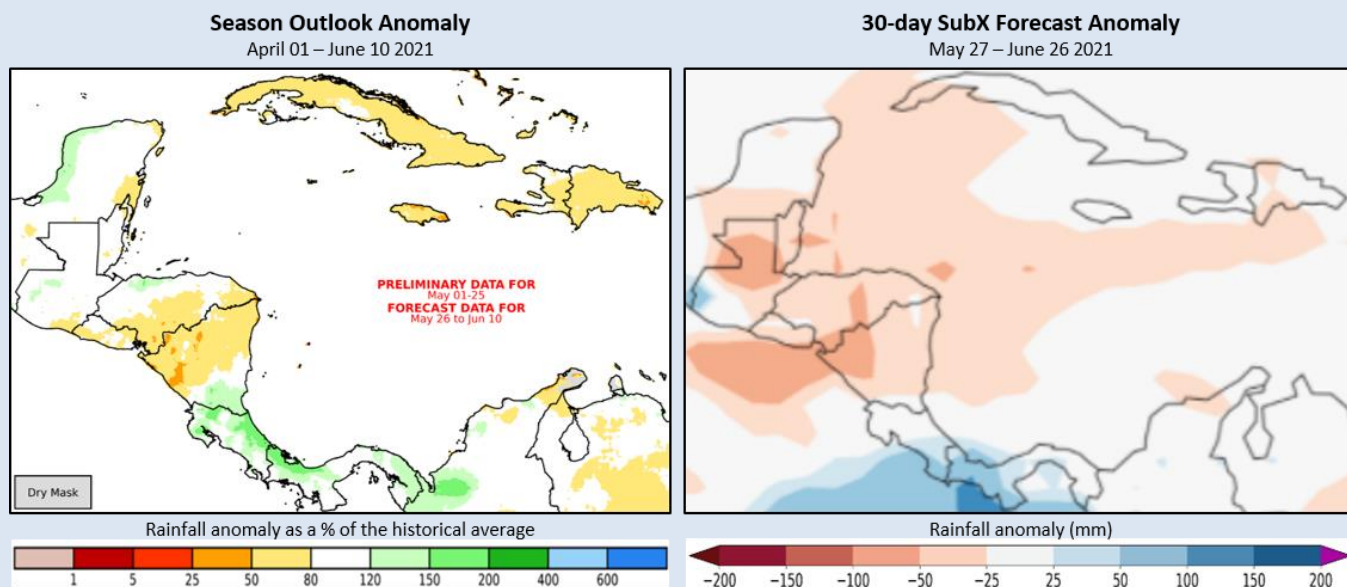 Season Outlook Anomaly
April 01 – June 10 2021
PRELIMINARY DATA FOR
May 01-25
FORECAST DATA FOR
May 26 to Jun 10
Dry Mask
Rainfall anomaly as a % of the historical average
1 5 25 50 80 120 150 200 400 600
30-day SubX Forecast Anomaly
May 27 – June 26 2021
Rainfall anomaly (mm)
−200 −150 −100 −50 −25 25 50 100 150 200